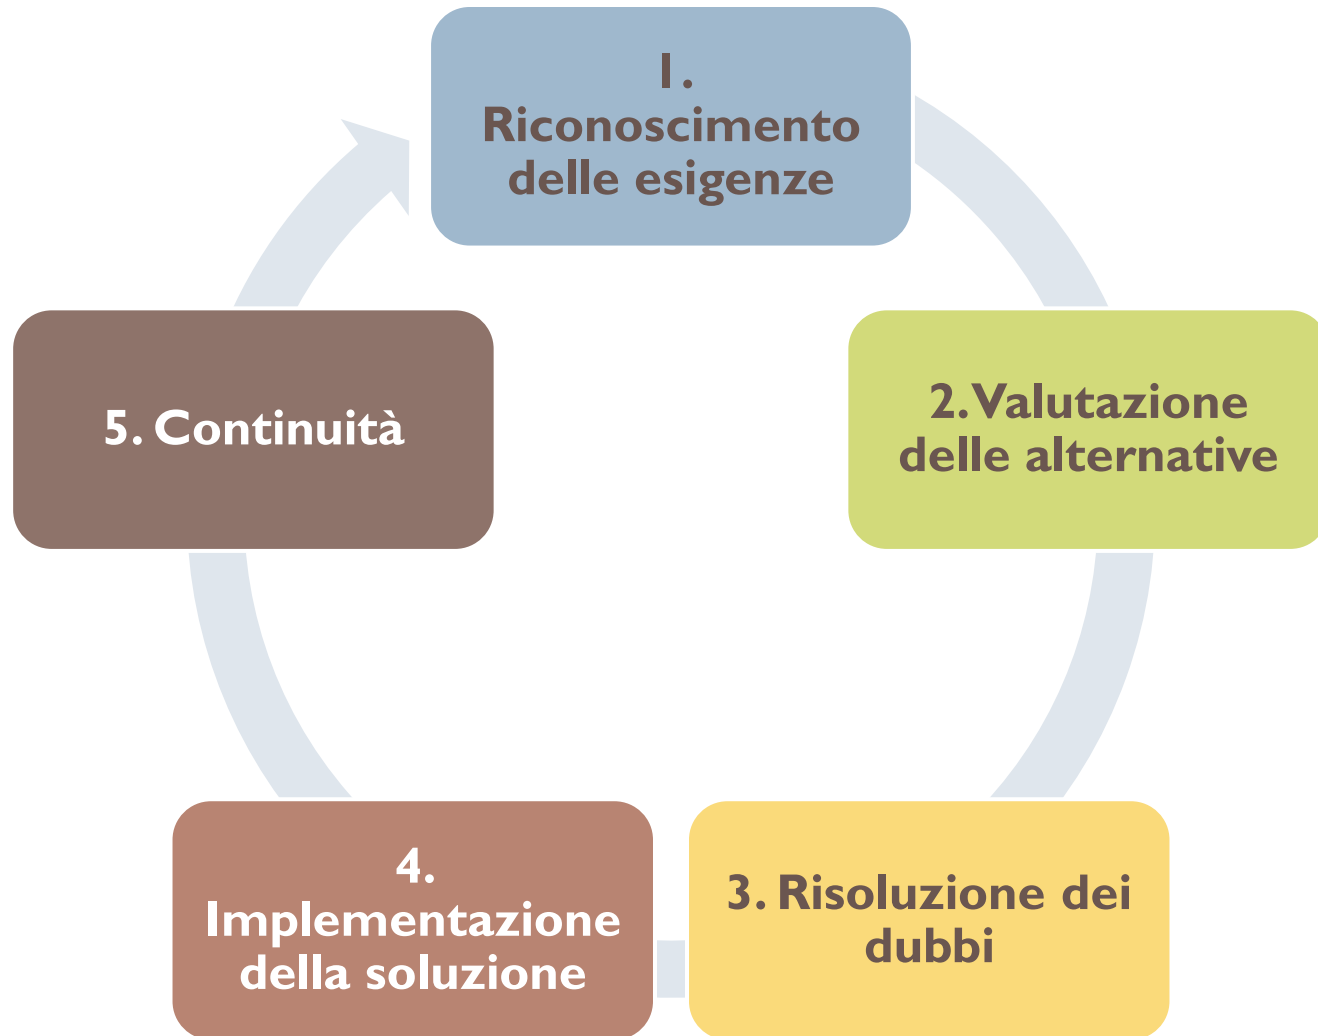 1.
Riconoscimento
delle esigenze
2. Valutazione
delle alternative
3. Risoluzione dei
dubbi
4.
Implementazione
della soluzione
5. Continuità